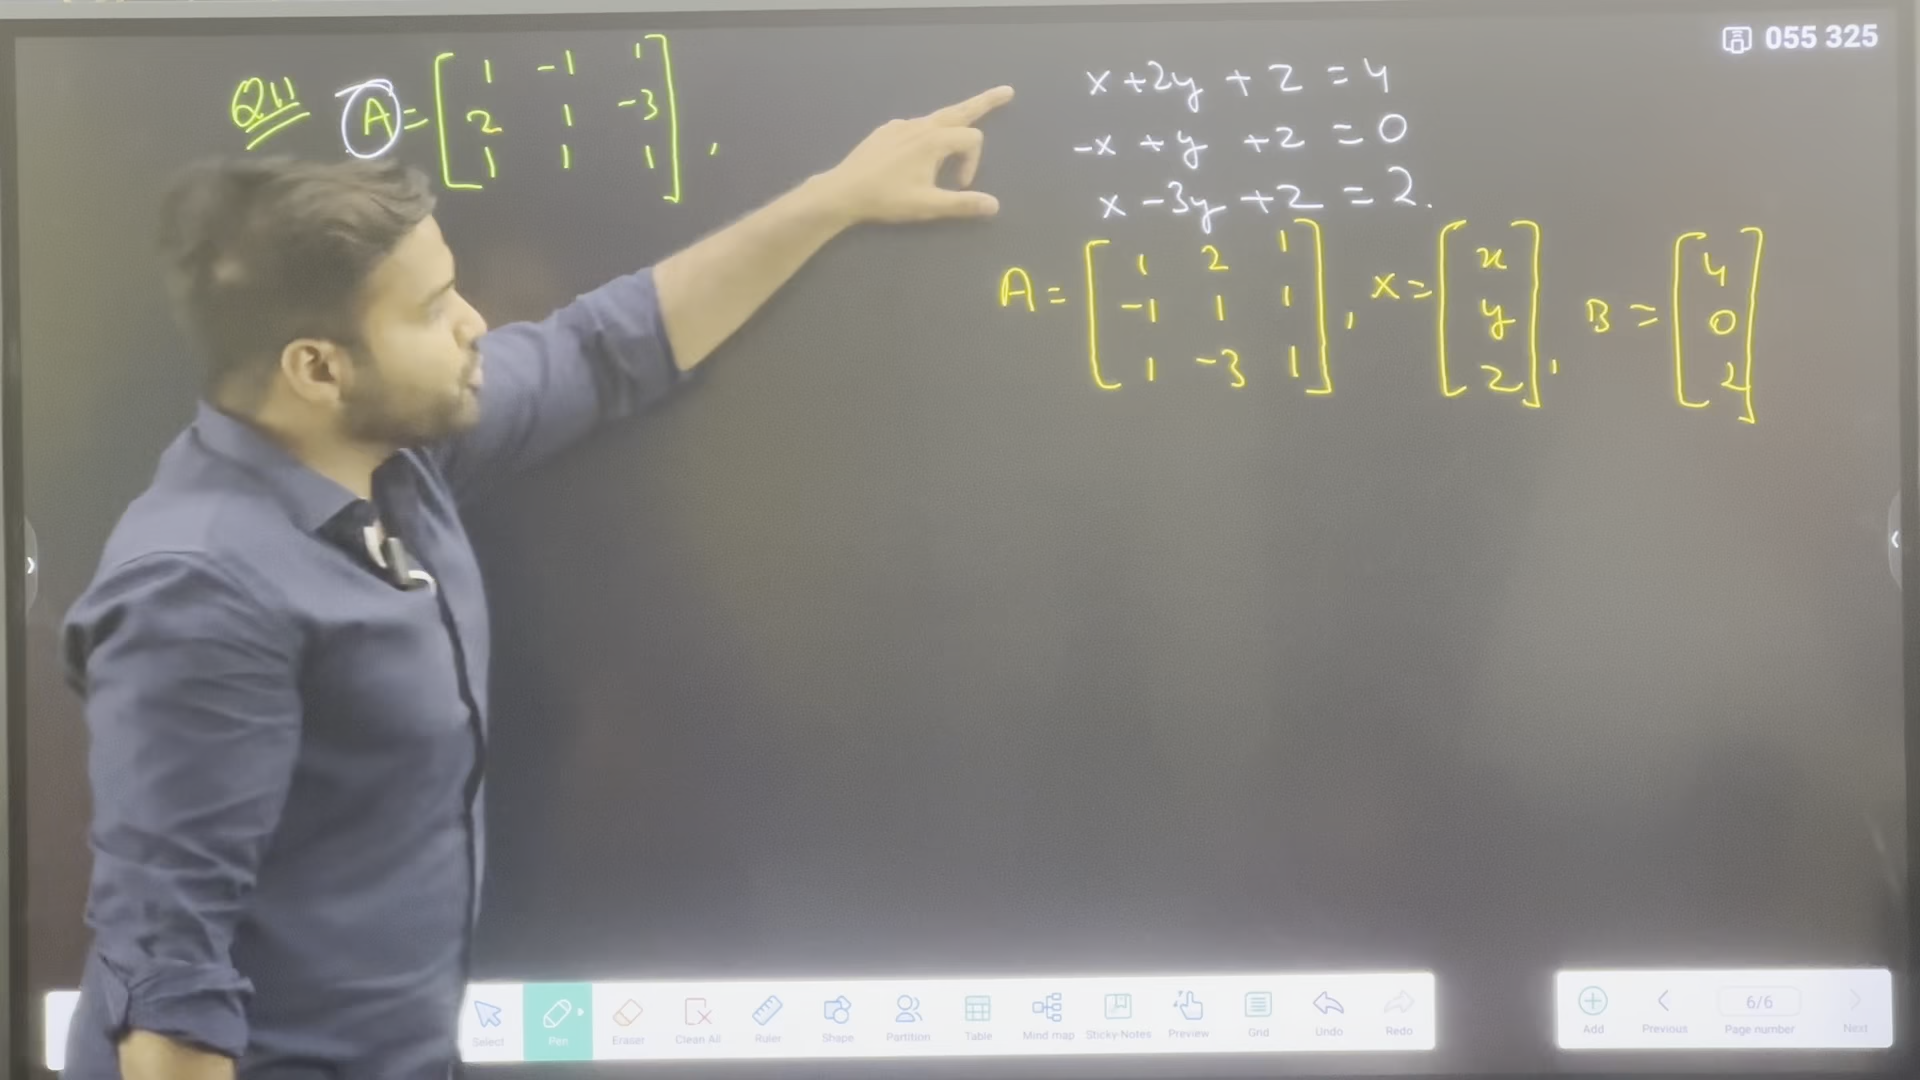 055 325
Q11 A = [ 1 -1 1
2 1 -3
1 1 1 ] ,
x + 2y + z = 4
-x + y + z = 0
x - 3y + z = 2.
A = [ 1 2 1
-1 1 1
1 -3 1 ] , X = [ x
y
z ] , B = [ 4
0
2 ]
Select Pen Eraser Clean All Ruler Shape Partition Table Mind map Sticky-Notes Preview Grid Undo Redo
Add Previous 6/6 Page number Next